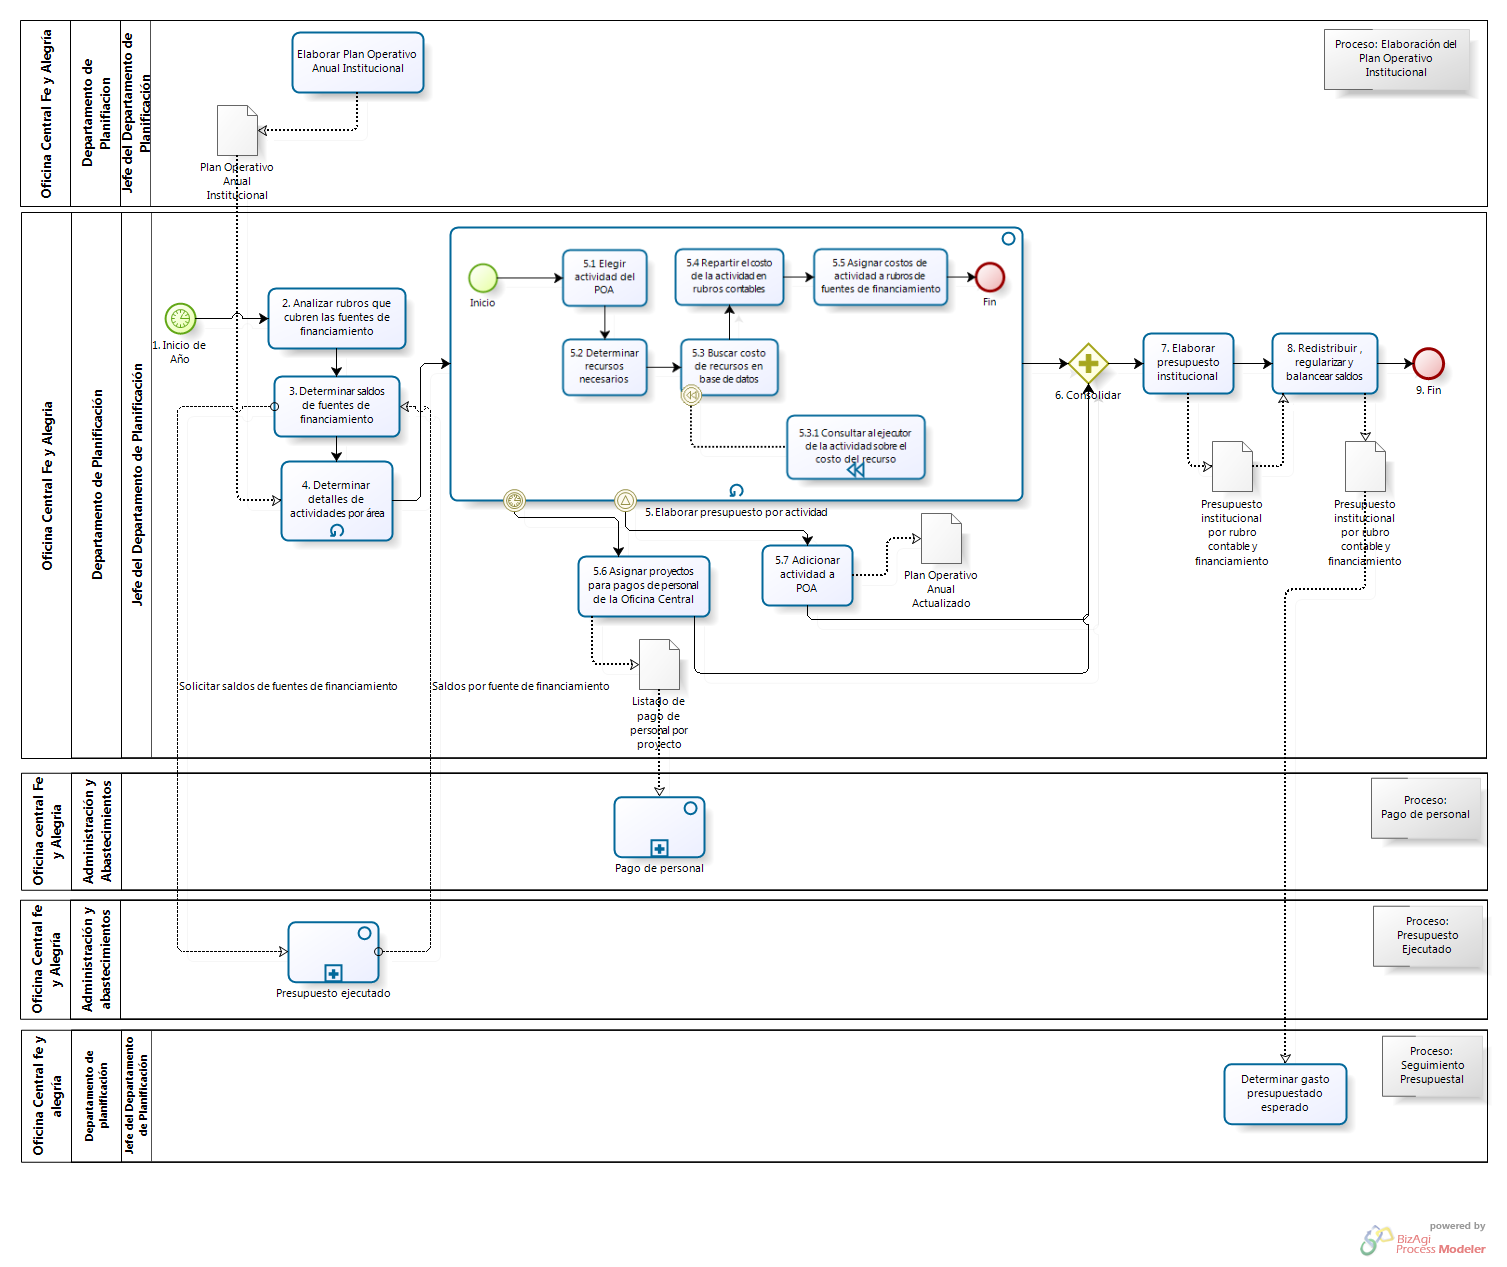 Oficina Central Fe y Alegría
Departamento de
Planifiacion
Jefe del Departamento de
Planificación
Elaborar Plan Operativo
Anual Institucional
Plan Operativo
Anual
Institucional
Proceso: Elaboración del
Plan Operativo
Institucional
Oficina Central Fe y Alegria
Departamento de Planificación
Jefe del Departamento de Planificación
1. Inicio de
Año
2. Analizar rubros que
cubren las fuentes de
financiamiento
3. Determinar saldos
de fuentes de
financiamiento
4. Determinar
detalles de
actividades por área
Inicio
5.1 Elegir
actividad del
POA
5.2 Determinar
recursos
necesarios
5.3 Buscar costo
de recursos en
base de datos
5.4 Repartir el costo
de la actividad en
rubros contables
5.5 Asignar costos de
actividad a rubros de
fuentes de financiamiento
Fin
5.3.1 Consultar al ejecutor
de la actividad sobre el
costo del recurso
5. Elaborar presupuesto por actividad
5.6 Asignar proyectos
para pagos de personal
de la Oficina Central
5.7 Adicionar
actividad a
POA
Plan Operativo
Anual
Actualizado
Listado de
pago de
personal por
proyecto
6. Consolidar
7. Elaborar
presupuesto
institucional
8. Redistribuir ,
regularizar y
balancear saldos
9. Fin
Presupuesto
institucional
por rubro
contable y
financiamiento
Presupuesto
institucional
por rubro
contable y
financiamiento
Solicitar saldos de fuentes de financiamiento
Saldos por fuente de financiamiento
Oficina central Fe
y Alegría
Administración y
Abastecimientos
Pago de personal
Proceso:
Pago de personal
Oficina Central fe
y Alegría
Administración y
abastecimientos
Presupuesto ejecutado
Proceso:
Presupuesto
Ejecutado
Oficina Central fe y
alegría
Departamento de
planificación
Jefe del Departamento
de Planificación
Determinar gasto
presupuestado
esperado
Proceso:
Seguimiento
Presupuestal
powered by
BizAgi
Process Modeler